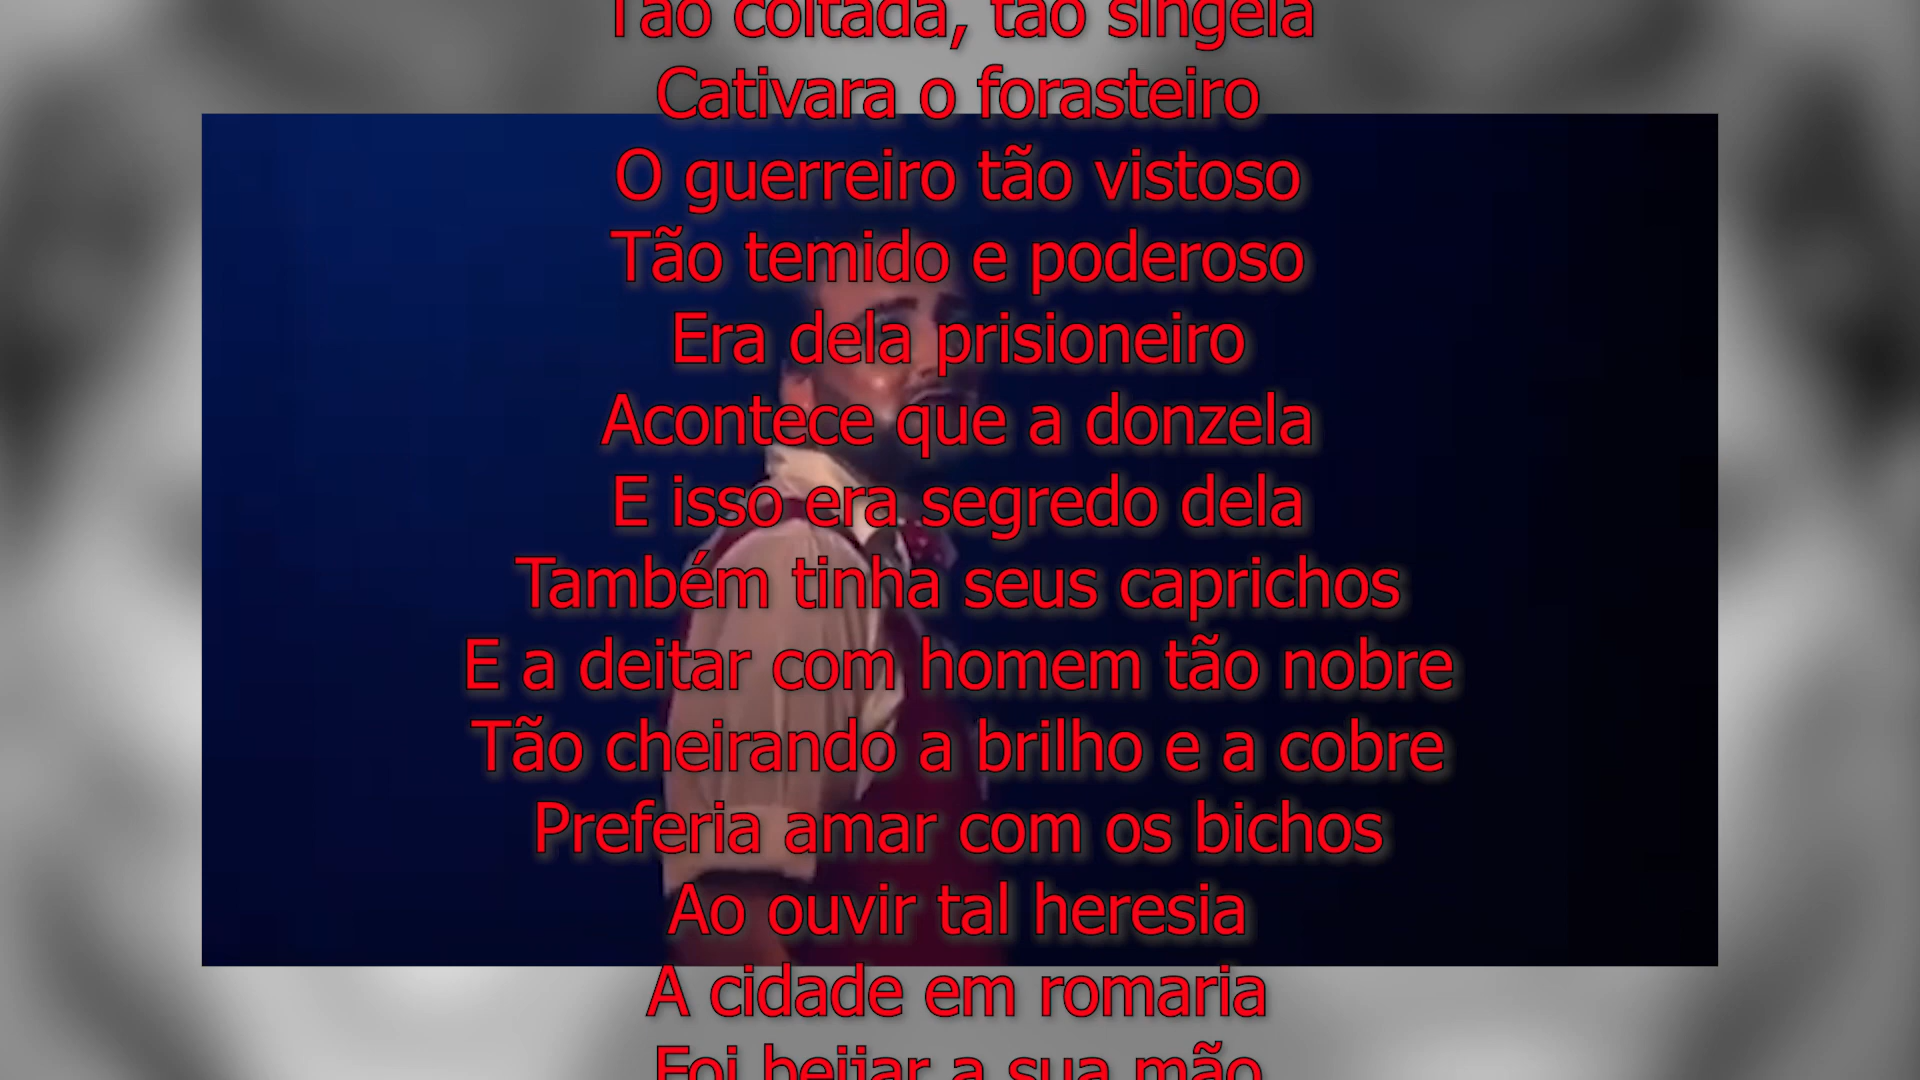 Tão coitada, tão singela
Cativara o forasteiro
O guerreiro tão vistoso
Tão temido e poderoso
Era dela prisioneiro
Acontece que a donzela
E isso era segredo dela
Também tinha seus caprichos
E a deitar com homem tão nobre
Tão cheirando a brilho e a cobre
Preferia amar com os bichos
Ao ouvir tal heresia
A cidade em romaria
Foi beijar a sua mão